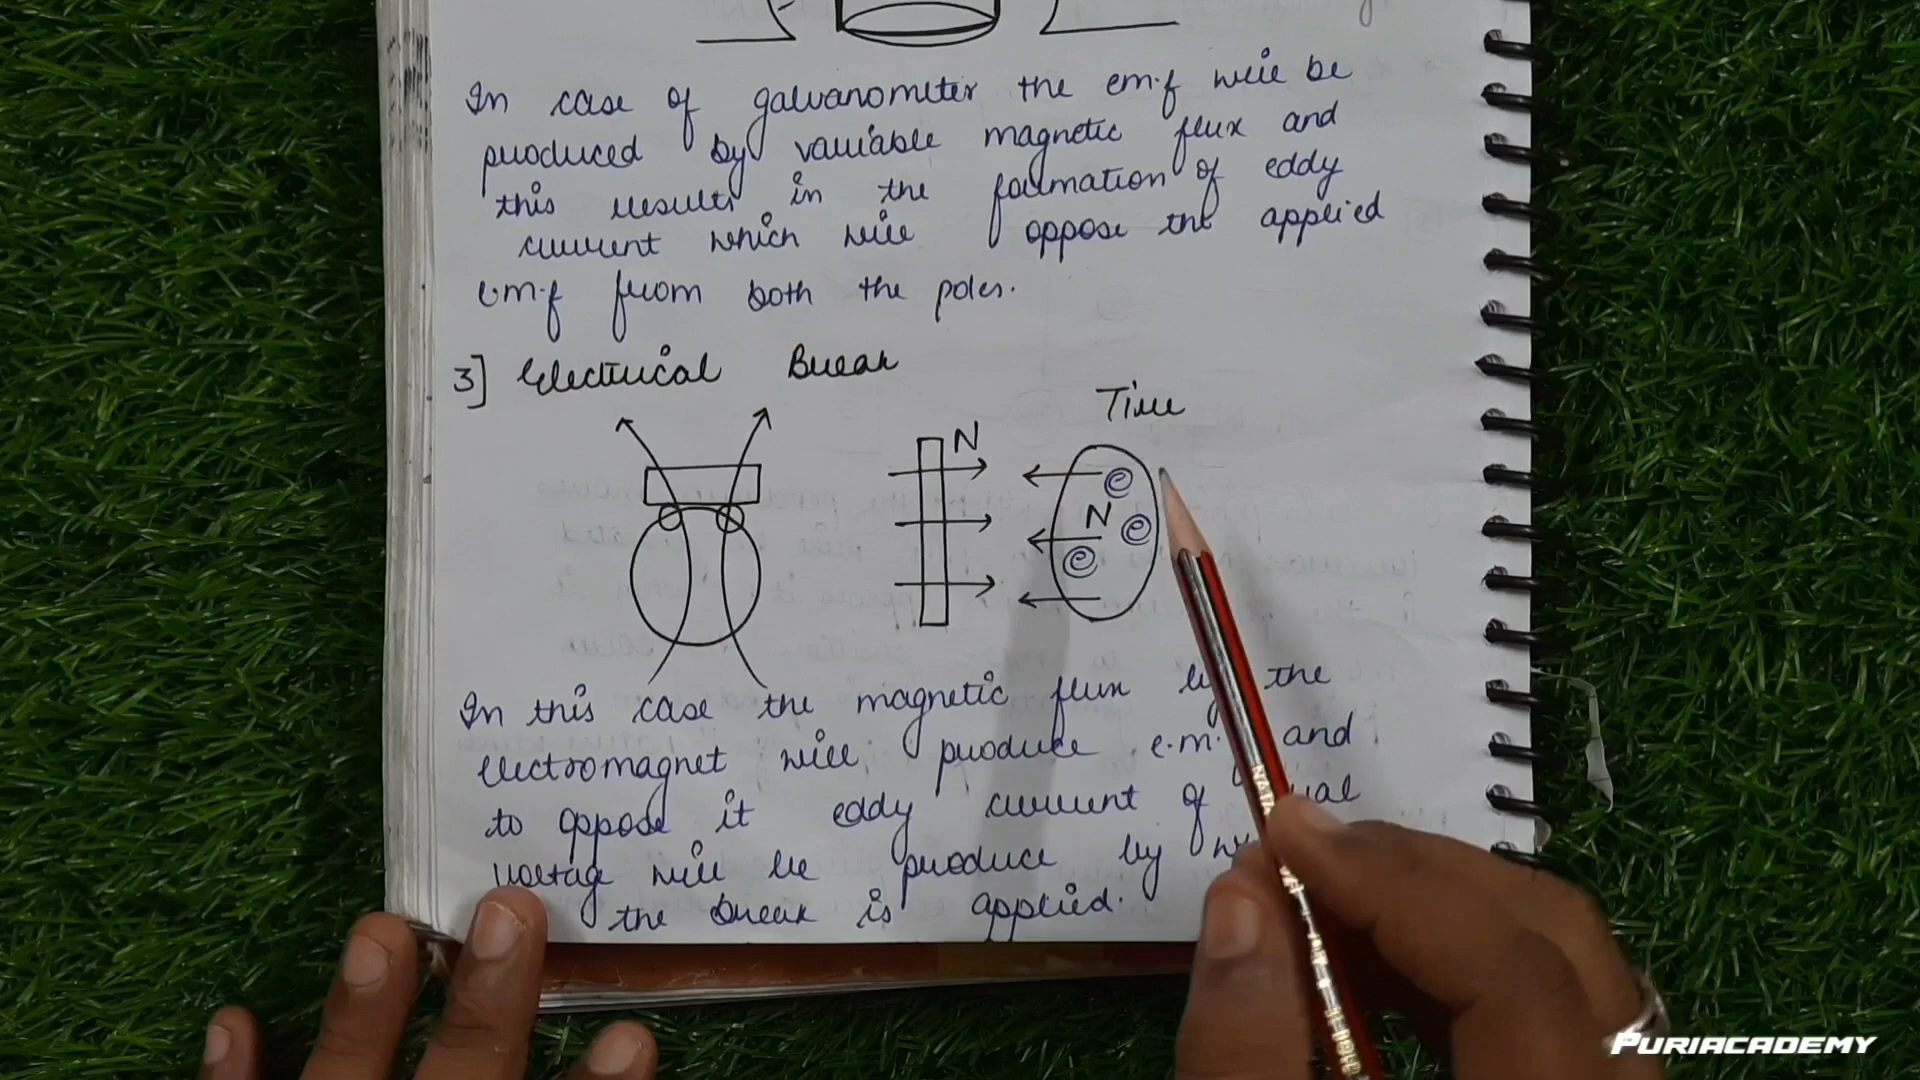 In case of galvanometer the em.f will be
produced by variable magnetic flux and
this results in the formation of eddy
current which will oppose the applied
em.f from both the poles.
3] Electrical Break
Tire
N
N
In this case the magnetic flux by the
electromagnet will produce e.m. and
to oppose it eddy current of
voltage will be produce by
the break is applied.
PURIACADEMY